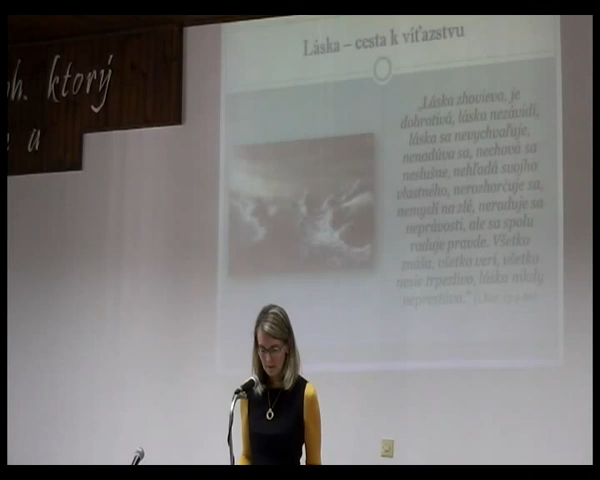 oh. ktorý
a
Láska – cesta k víťazstvu
„Láska zhovieva, je
dobrotivá, láska nezávidí,
láska sa nevychvaľuje,
nenadúva sa, nechová sa
neslušne, nehľadá svojho
vlastného, nerozhorčuje sa,
nemyslí na zlé, neraduje sa
neprávosti, ale sa spolu
raduje pravde. Všetko
znáša, všetko verí, všetko
nesie trpezlivo, láska nikdy
neprestáva."